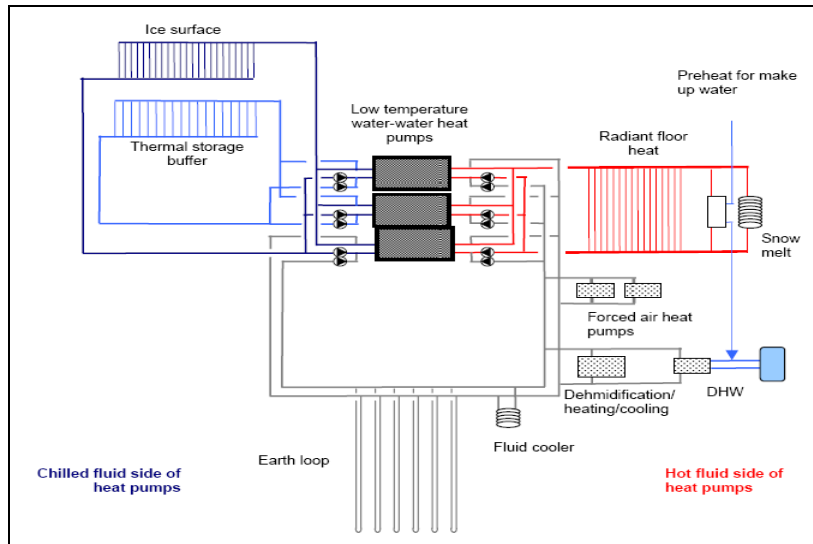 Ice surface
Preheat for make
up water
Low temperature
water-water heat
pumps
Radiant floor
heat
Thermal storage
buffer
Snow
melt
Forced air heat
pumps
Dehmidification/
heating/cooling
DHW
Fluid cooler
Earth loop
Chilled fluid side of
heat pumps
Hot fluid side of
heat pumps